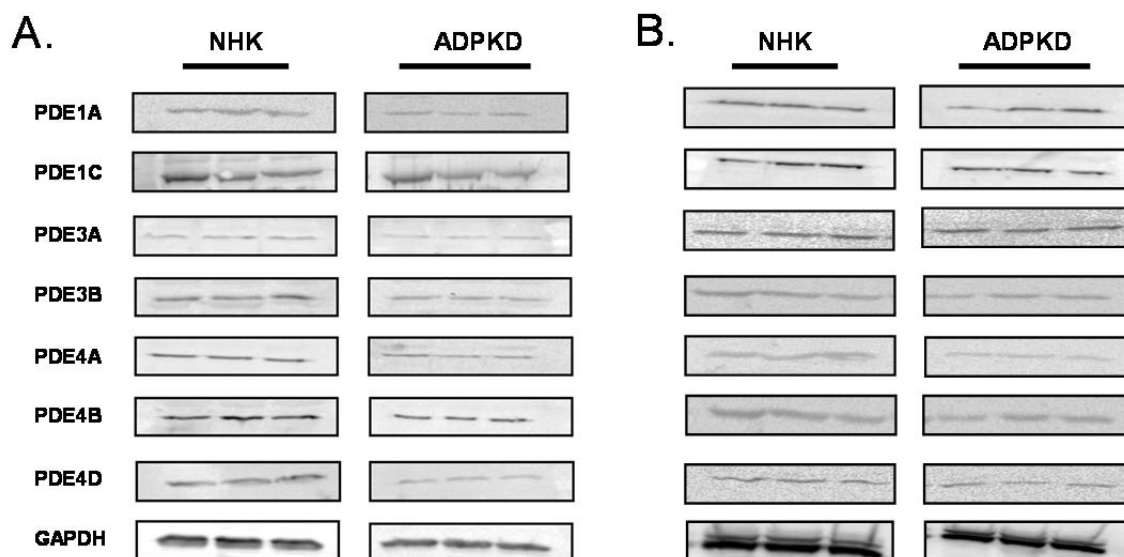 A.
NHK ADPKD
B.
NHK ADPKD
PDE1A
PDE1C
PDE3A
PDE3B
PDE4A
PDE4B
PDE4D
GAPDH